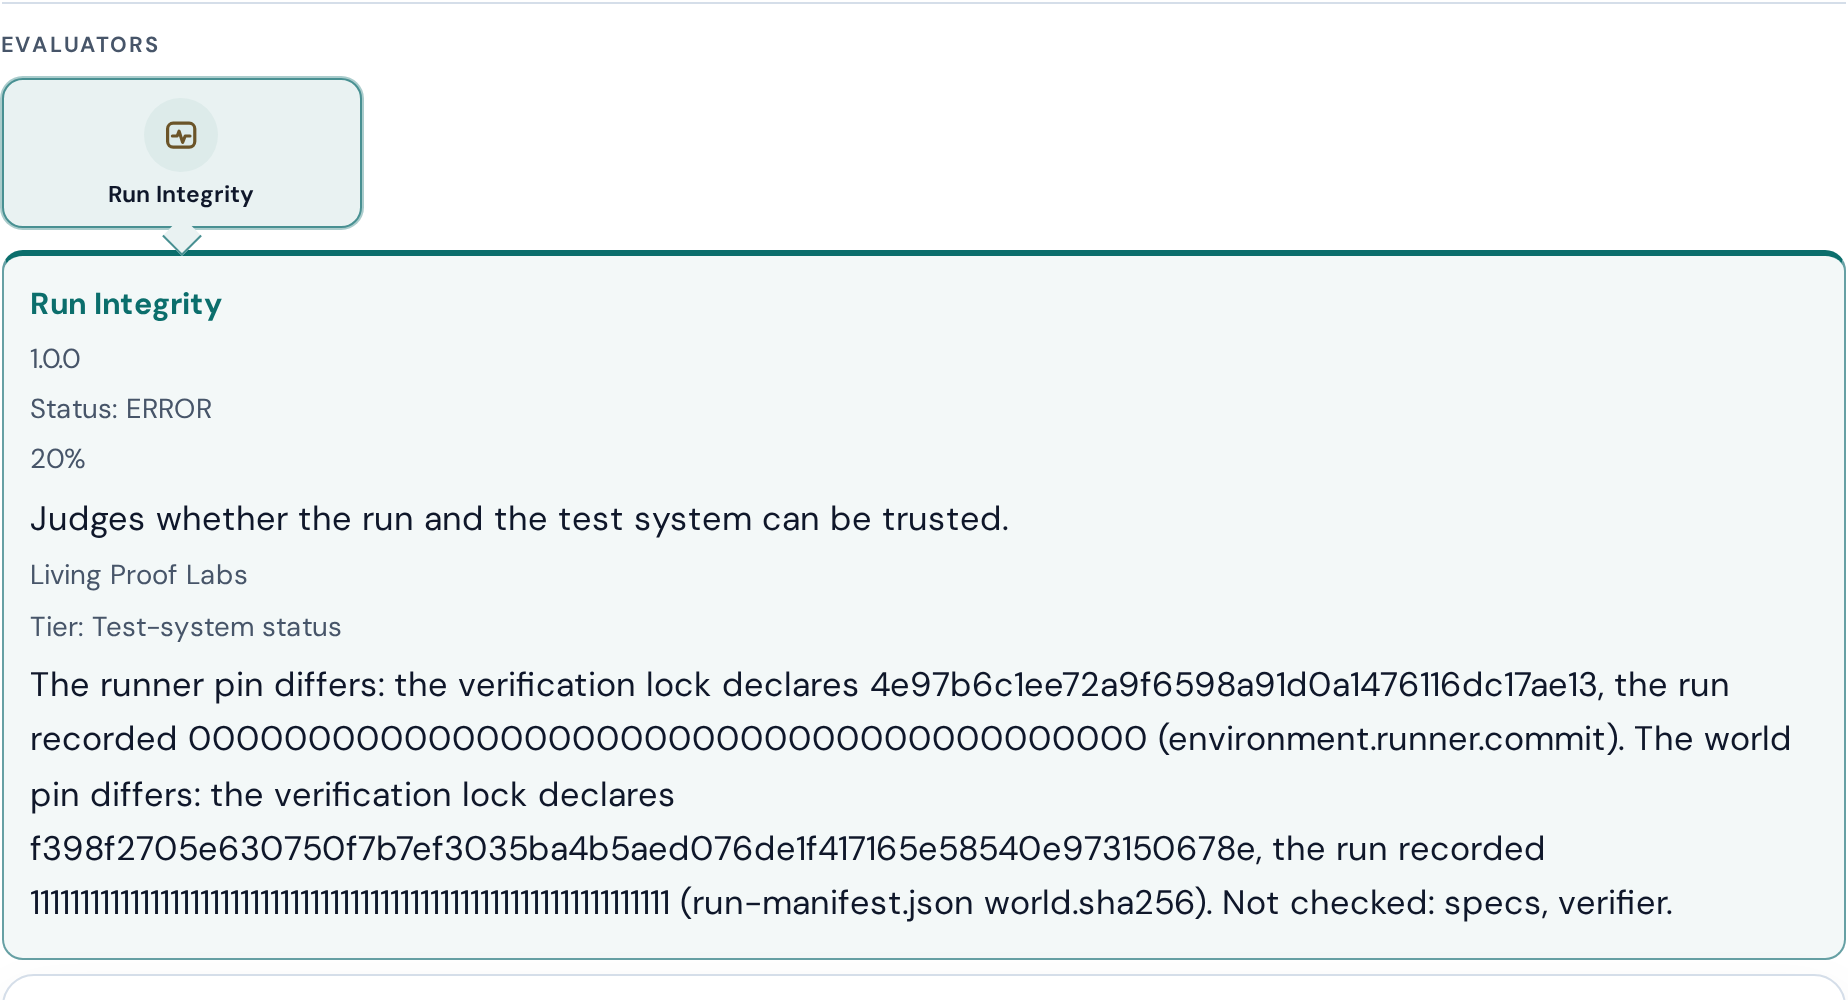 EVALUATORS
Run Integrity
Run Integrity
1.0.0
Status: ERROR
20%
Judges whether the run and the test system can be trusted.
Living Proof Labs
Tier: Test-system status
The runner pin differs: the verification lock declares 4e97b6c1ee72a9f6598a91d0a1476116dc17ae13, the run
recorded 0000000000000000000000000000000000000000 (environment.runner.commit). The world
pin differs: the verification lock declares
f398f2705e630750f7b7ef3035ba4b5aed076de1f417165e58540e973150678e, the run recorded
1111111111111111111111111111111111111111111111111111111111111111 (run-manifest.json world.sha256). Not checked: specs, verifier.